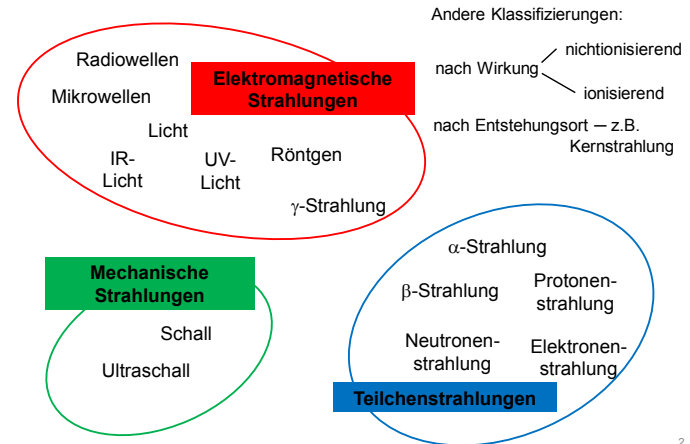 Andere Klassifizierungen:
nach Wirkung
nichtionisierend
ionisierend
nach Entstehungsort – z.B.
Kernstrahlung
Elektromagnetische
Strahlungen
Radiowellen
Mikrowellen
Licht
IR-
Licht
UV-
Licht
Röntgen
γ-Strahlung
Mechanische
Strahlungen
Schall
Ultraschall
α-Strahlung
β-Strahlung
Protonen-
strahlung
Neutronen-
strahlung
Elektronen-
strahlung
Teilchenstrahlungen
2